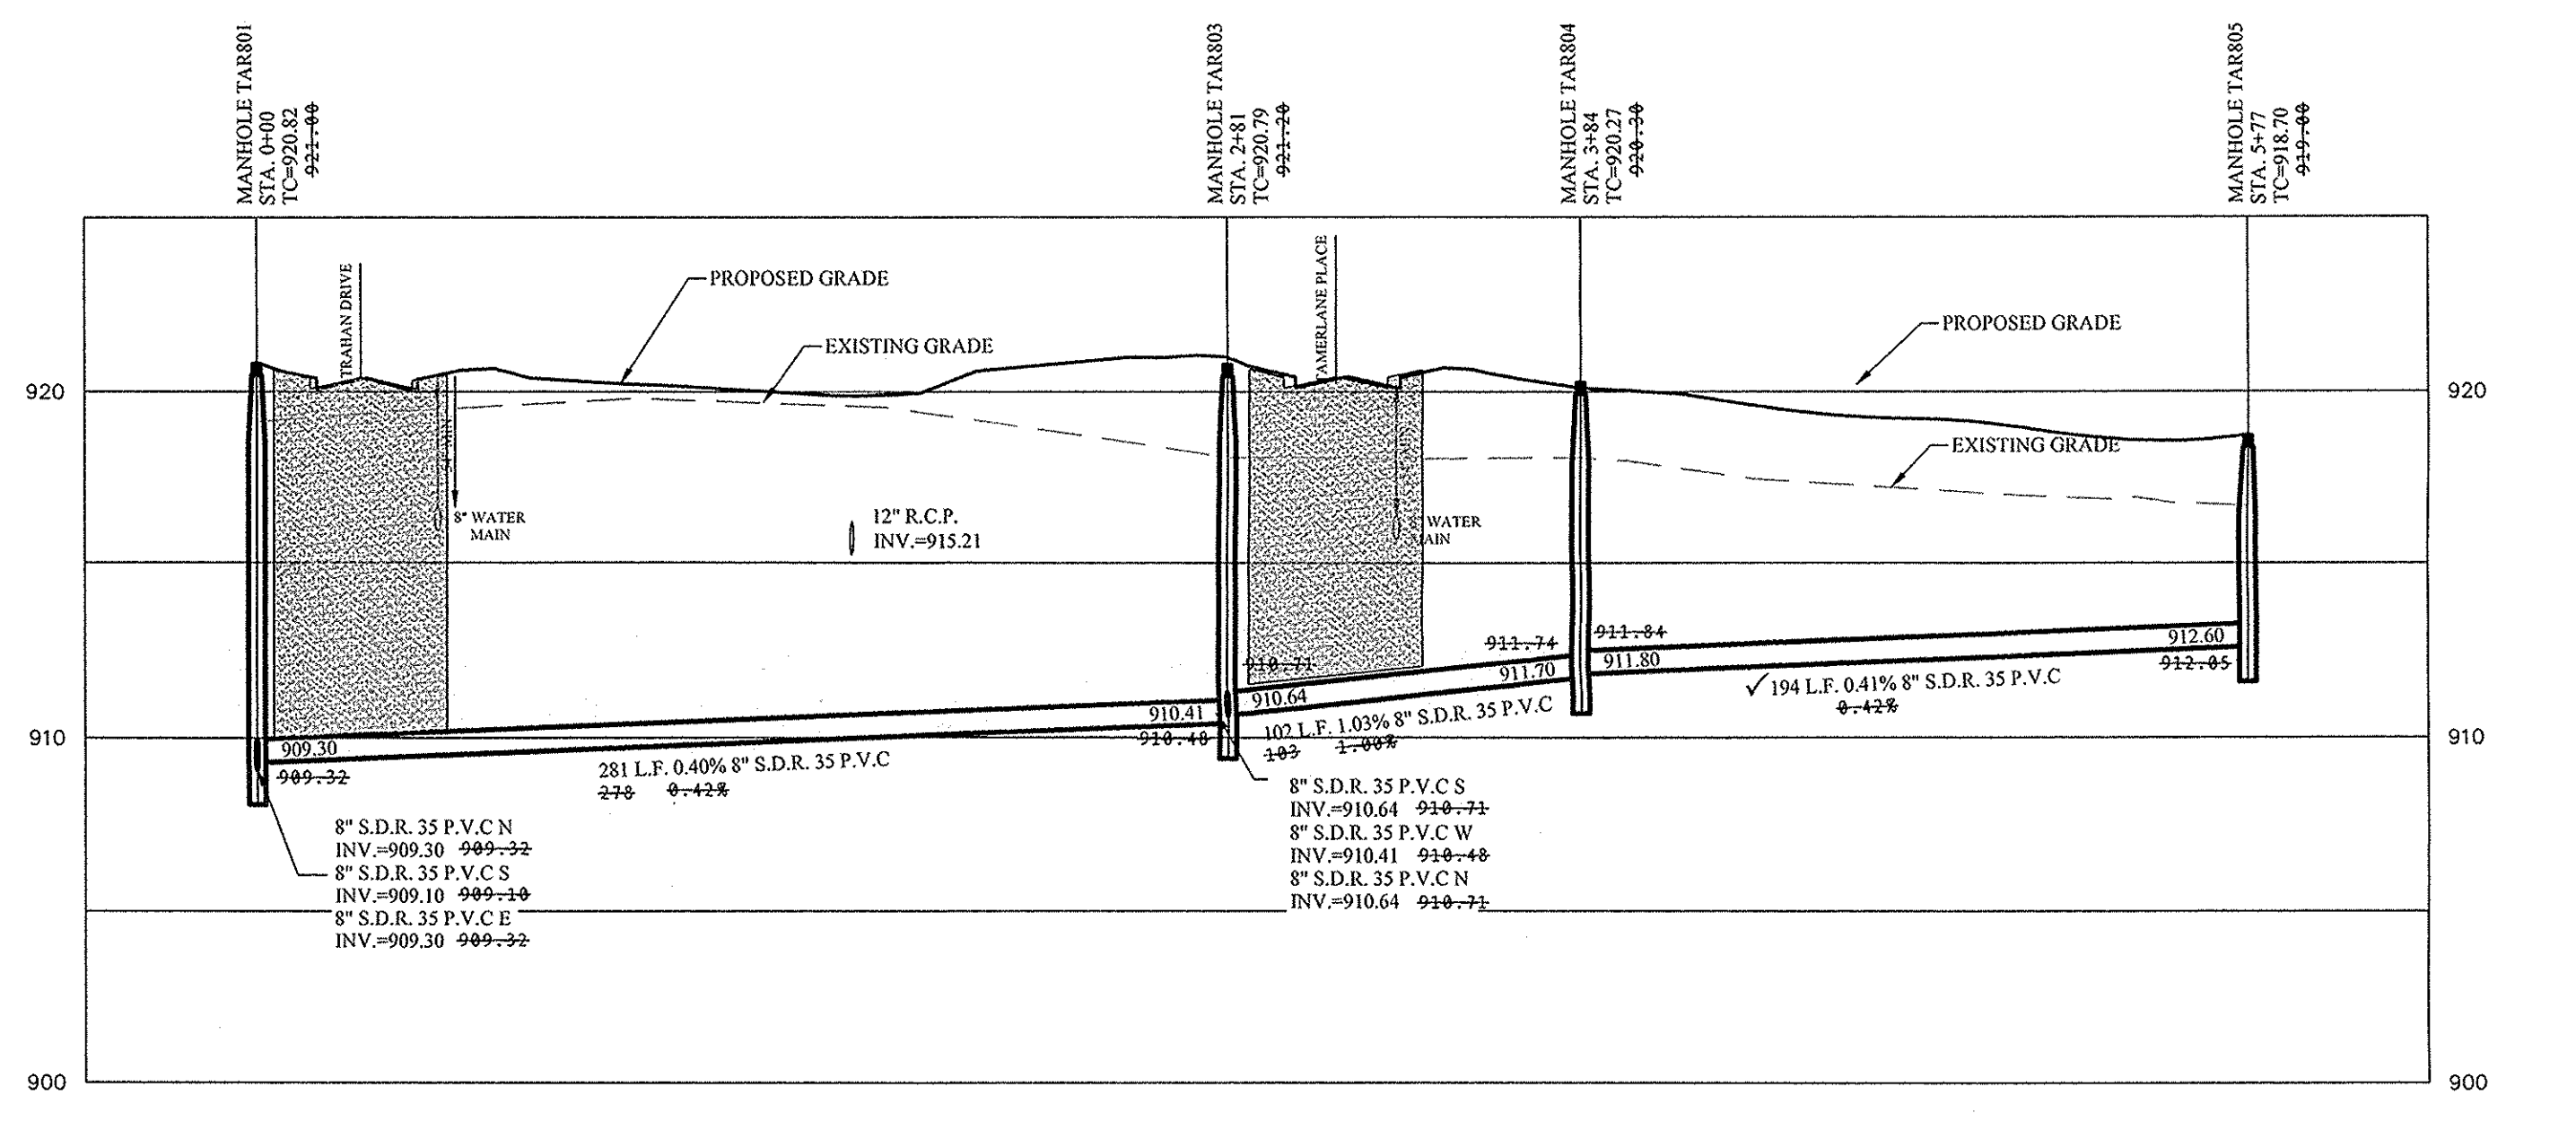 MANHOLE TAR801
STA. 0+00
TC=920.82
921.00
MANHOLE TAR803
STA. 2+81
TC=920.79
921.20
MANHOLE TAR804
STA. 3+84
TC=920.27
920.30
MANHOLE TAR805
STA. 5+77
TC=918.70
919.00
TRAHAN DRIVE
PROPOSED GRADE
EXISTING GRADE
TAMERLANE PLACE
PROPOSED GRADE
EXISTING GRADE
920
920
8" WATER
MAIN
12" R.C.P.
INV.=915.21
8" WATER
MAIN
911.74
911.84
910.71
912.60
911.70
911.80
912.05
910.64
910.41
910.48
194 L.F. 0.41% 8" S.D.R. 35 P.V.C
0.42%
102 L.F. 1.03% 8" S.D.R. 35 P.V.C
103 1.00%
910
910
909.30
909.32
281 L.F. 0.40% 8" S.D.R. 35 P.V.C
278 0.42%
8" S.D.R. 35 P.V.C N
INV.=909.30 909.32
8" S.D.R. 35 P.V.C S
INV.=909.10 909.10
8" S.D.R. 35 P.V.C E
INV.=909.30 909.32
8" S.D.R. 35 P.V.C S
INV.=910.64 910.71
8" S.D.R. 35 P.V.C W
INV.=910.41 910.48
8" S.D.R. 35 P.V.C N
INV.=910.64 910.71
900
900